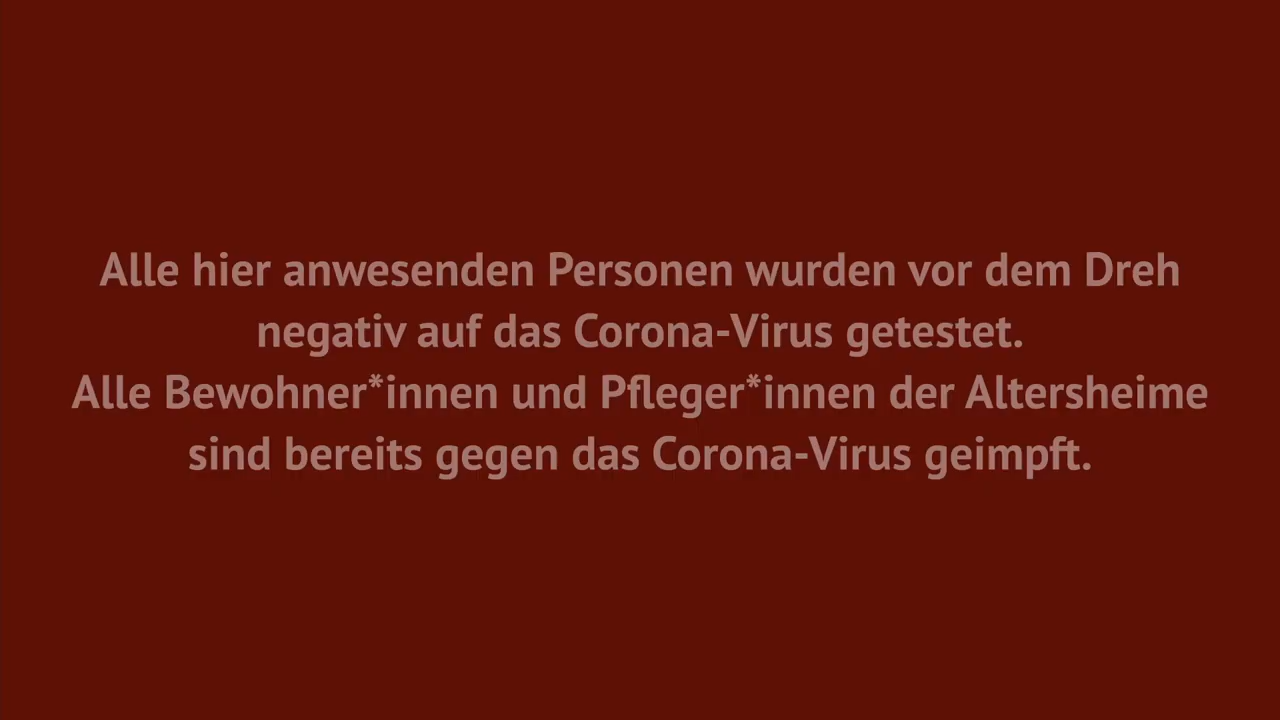 Alle hier anwesenden Personen wurden vor dem Dreh
negativ auf das Corona-Virus getestet.
Alle Bewohner*innen und Pfleger*innen der Altersheime
sind bereits gegen das Corona-Virus geimpft.